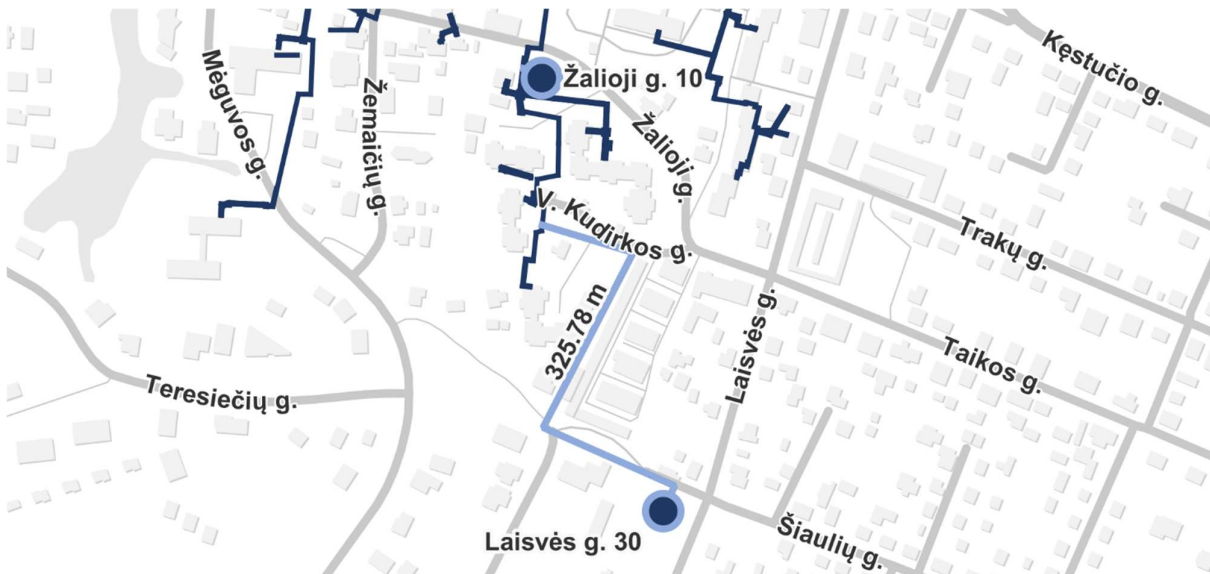 Kęstučio g.
Mėguvos g.
Žemaičių g.
Žalioji g. 10
Žalioji g.
V. Kudirkos g.
Trakų g.
325.78 m
Laisvės g.
Taikos g.
Teresiečių g.
Šiaulių g.
Laisvės g. 30